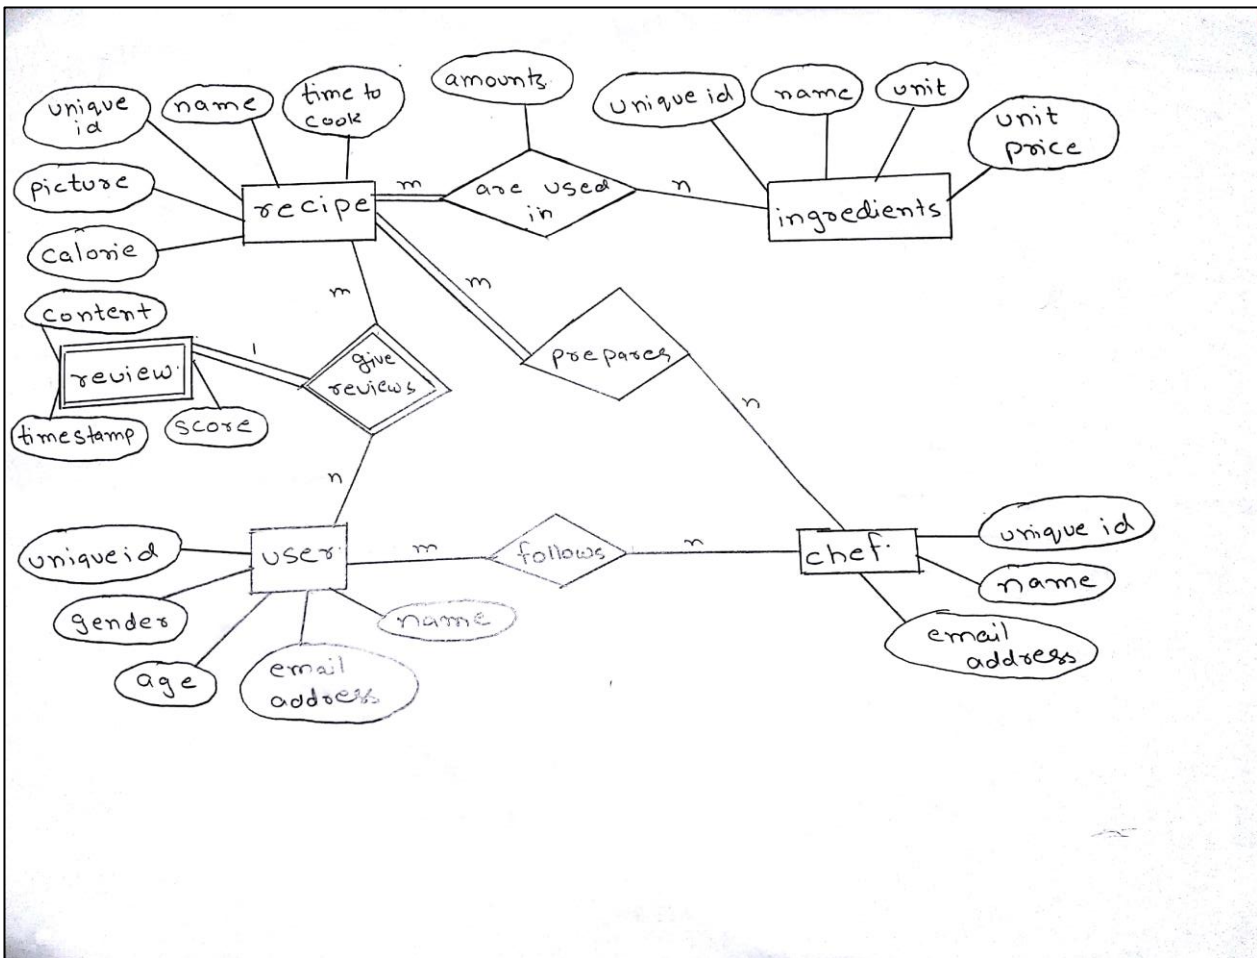 unique
id
name
time to
cook
amounts
unique id
name
unit
unit
price
picture
recipe
m
are used
in
n
ingredients
calorie
m
m
content
1
give
reviews
prepares
review.
timestamp
score
n
n
unique id
user.
m
follows
n
chef.
unique id
gender
name
name
age
email
address
email
address